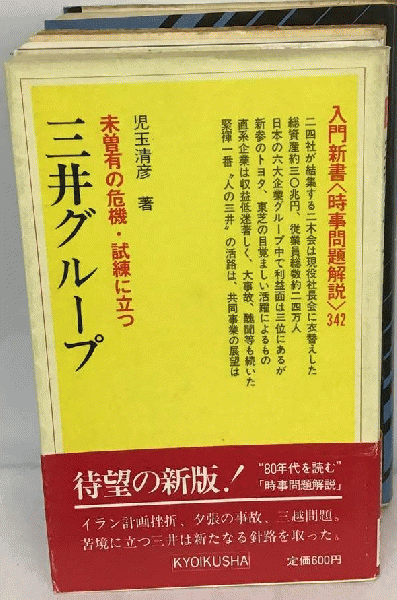 入門新書〈時事問題解説〉342
二四社が結集する二木会は現役社長会に衣替えした
総資産約三〇兆円、従業員総数約二四万人
日本の六大企業グループ中で利益面は三位にあるが
新参のトヨタ、東芝の目覚ましい活躍によるもの
直系企業は収益低迷著しく、大事故、醜聞等も続いた
緊褌一番〝人の三井〟の活路は、共同事業の展望は
児玉清彦 著
未曽有の危機・試練に立つ
三井グループ
待望の新版!
"80年代を読む"
「時事問題解説」
イラン計画挫折、夕張の事故、三越問題。
苦境に立つ三井は新たなる針路を取った。
KYOIKUSHA
定価600円